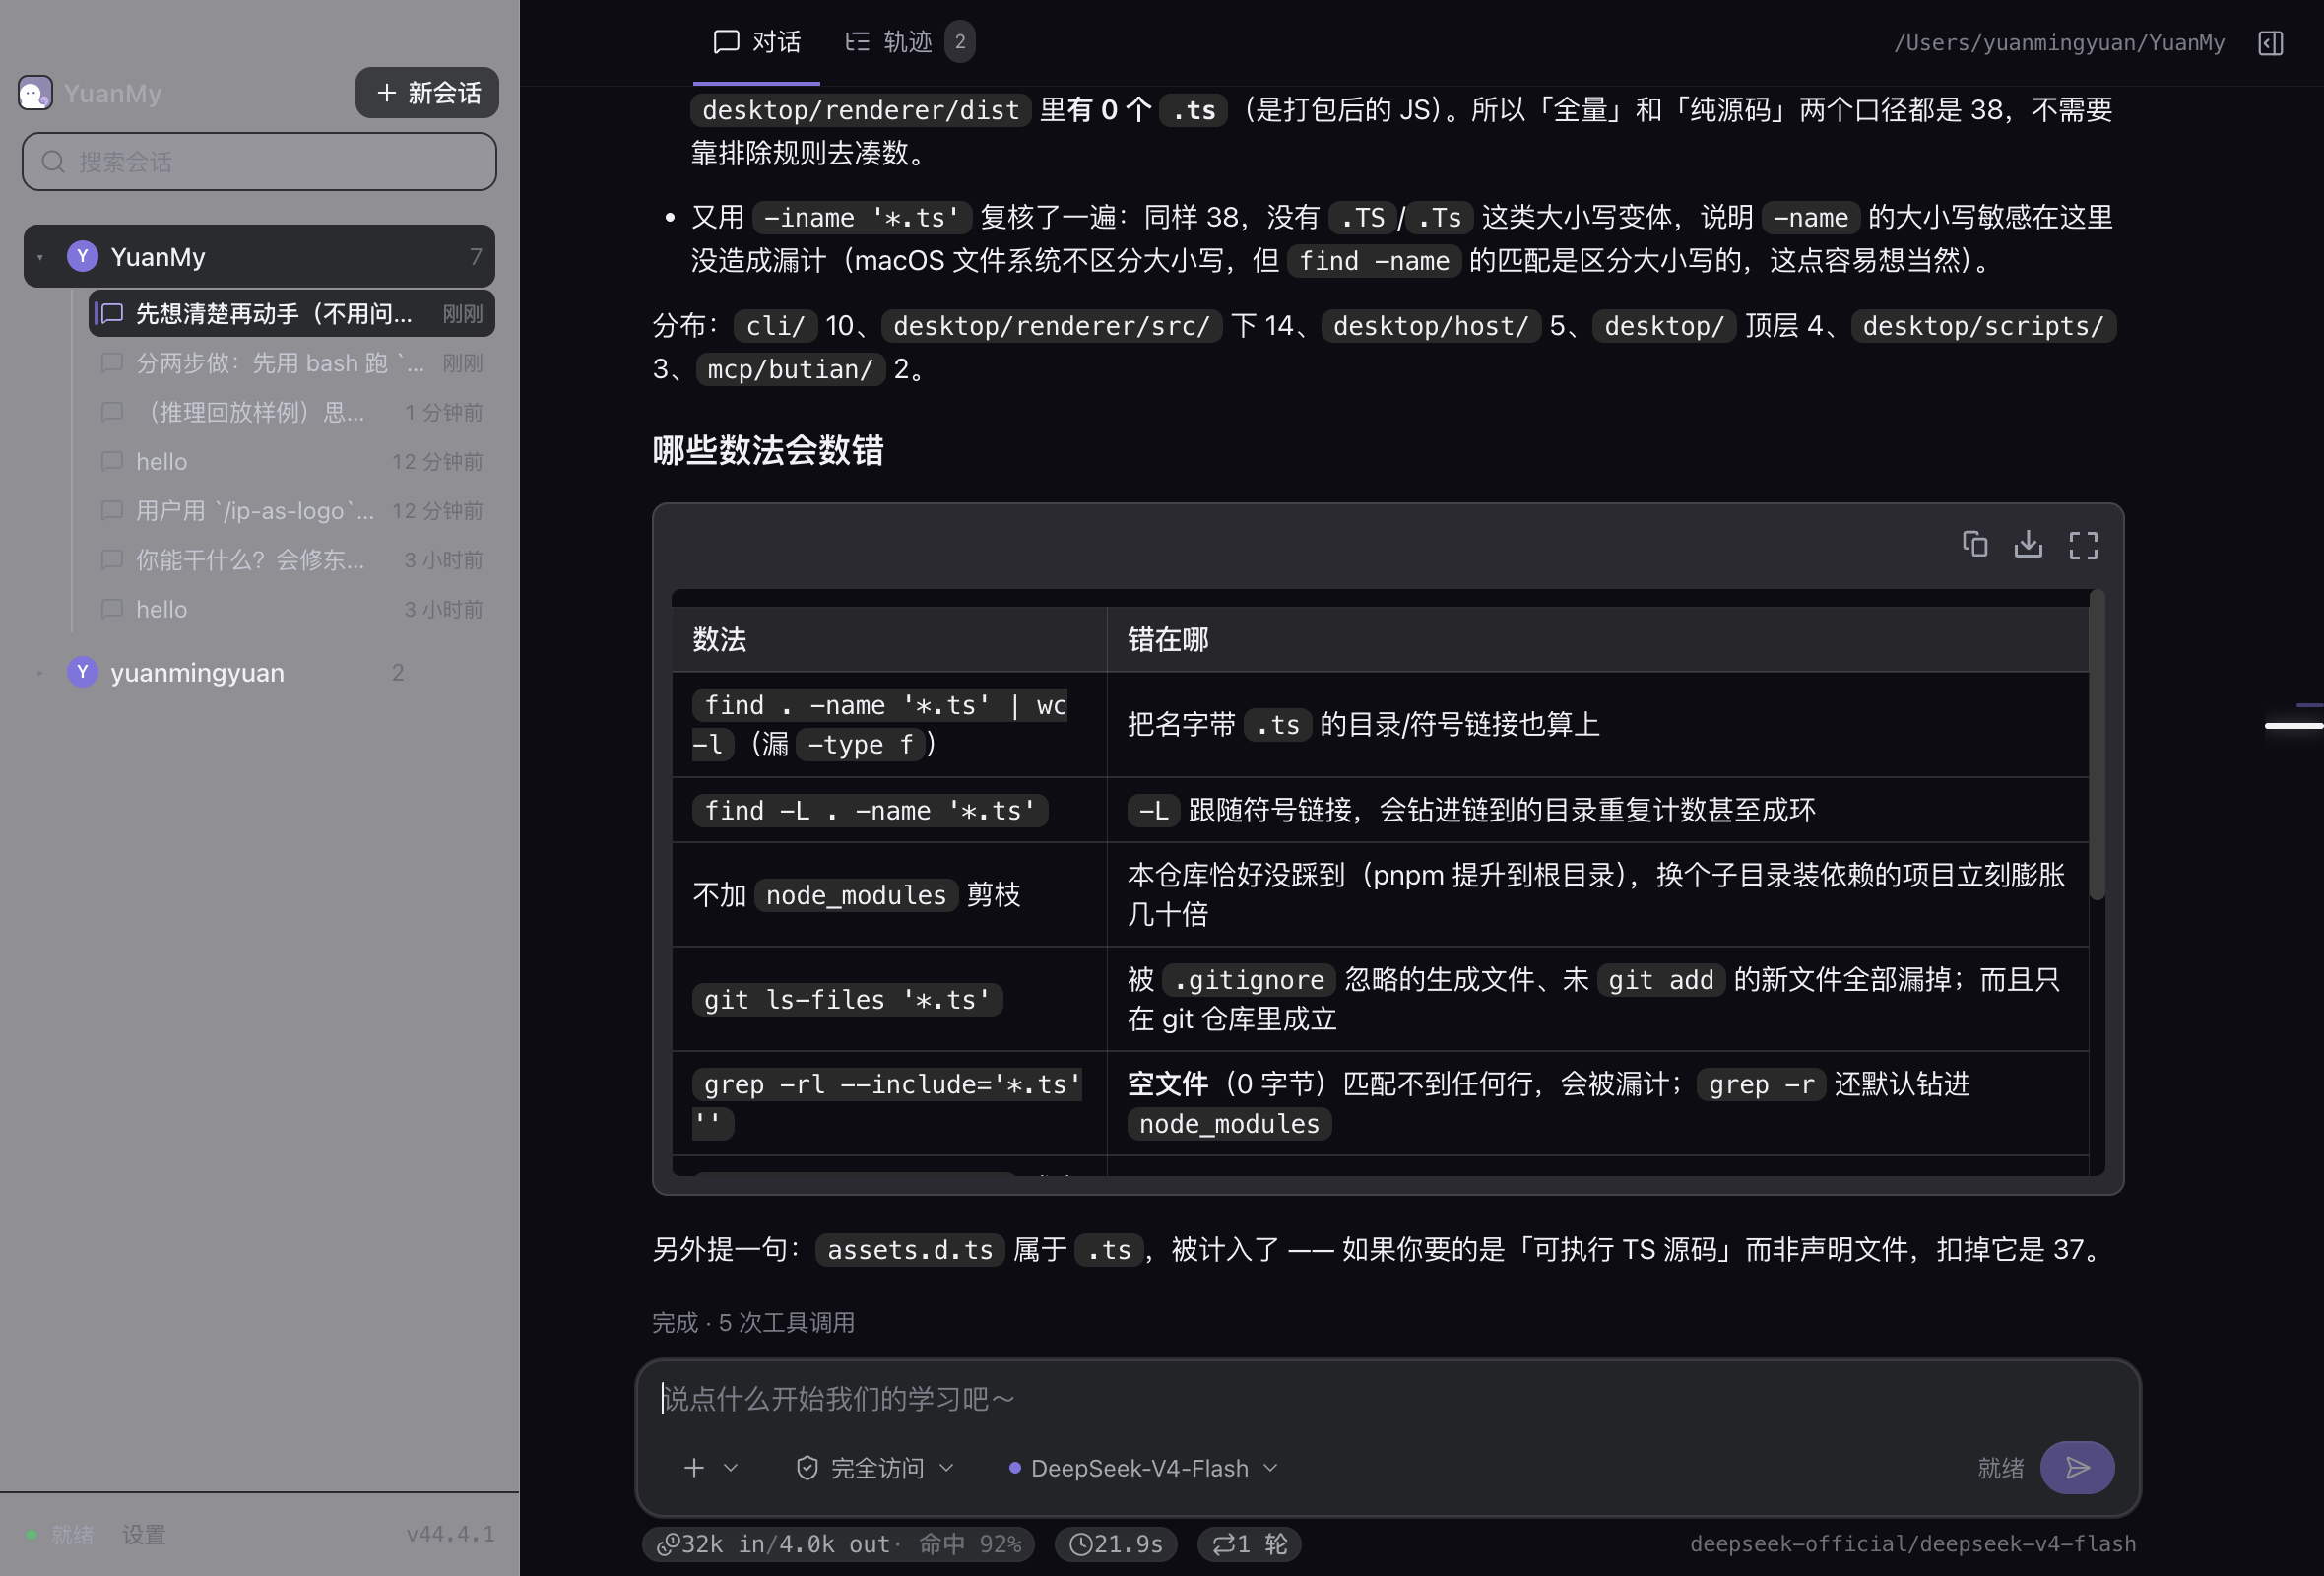 YuanMy
+ 新会话
搜索会话
Y YuanMy 7
先想清楚再动手（不用问... 刚刚
分两步做：先用 bash 跑 `... 刚刚
（推理回放样例）思... 1 分钟前
hello 12 分钟前
用户用 `/ip-as-logo`... 12 分钟前
你能干什么？会修东... 3 小时前
hello 3 小时前
Y yuanmingyuan 2
就绪 设置 v44.4.1
对话 轨迹 2 /Users/yuanmingyuan/YuanMy
desktop/renderer/dist 里有 0 个 .ts（是打包后的 JS）。所以「全量」和「纯源码」两个口径都是 38，不需要
靠排除规则去凑数。
• 又用 -iname '*.ts' 复核了一遍：同样 38，没有 .TS/.Ts 这类大小写变体，说明 -name 的大小写敏感在这里
没造成漏计（macOS 文件系统不区分大小写，但 find -name 的匹配是区分大小写的，这点容易想当然）。
分布：cli/ 10、desktop/renderer/src/ 下 14、desktop/host/ 5、desktop/ 顶层 4、desktop/scripts/
3、mcp/butian/ 2。
哪些数法会数错
数法 错在哪
find . -name '*.ts' | wc
-l（漏 -type f）
把名字带 .ts 的目录/符号链接也算上
find -L . -name '*.ts' -L 跟随符号链接，会钻进链到的目录重复计数甚至成环
不加 node_modules 剪枝
本仓库恰好没踩到（pnpm 提升到根目录），换个子目录装依赖的项目立刻膨胀
几十倍
git ls-files '*.ts'
被 .gitignore 忽略的生成文件、未 git add 的新文件全部漏掉；而且只
在 git 仓库里成立
grep -rl --include='*.ts'
''
空文件（0 字节）匹配不到任何行，会被漏计；grep -r 还默认钻进
node_modules
另外提一句：assets.d.ts 属于 .ts，被计入了 —— 如果你要的是「可执行 TS 源码」而非声明文件，扣掉它是 37。
完成 · 5 次工具调用
说点什么开始我们的学习吧～
+ 完全访问 DeepSeek-V4-Flash 就绪
32k in/4.0k out· 命中 92% 21.9s 1 轮 deepseek-official/deepseek-v4-flash